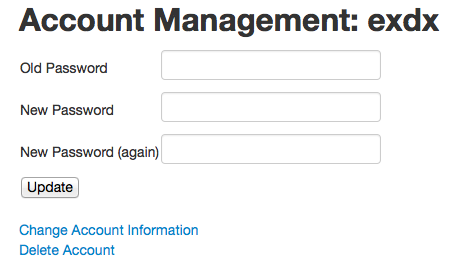 Account Management: exdx
Old Password
New Password
New Password (again)
Update
Change Account Information
Delete Account